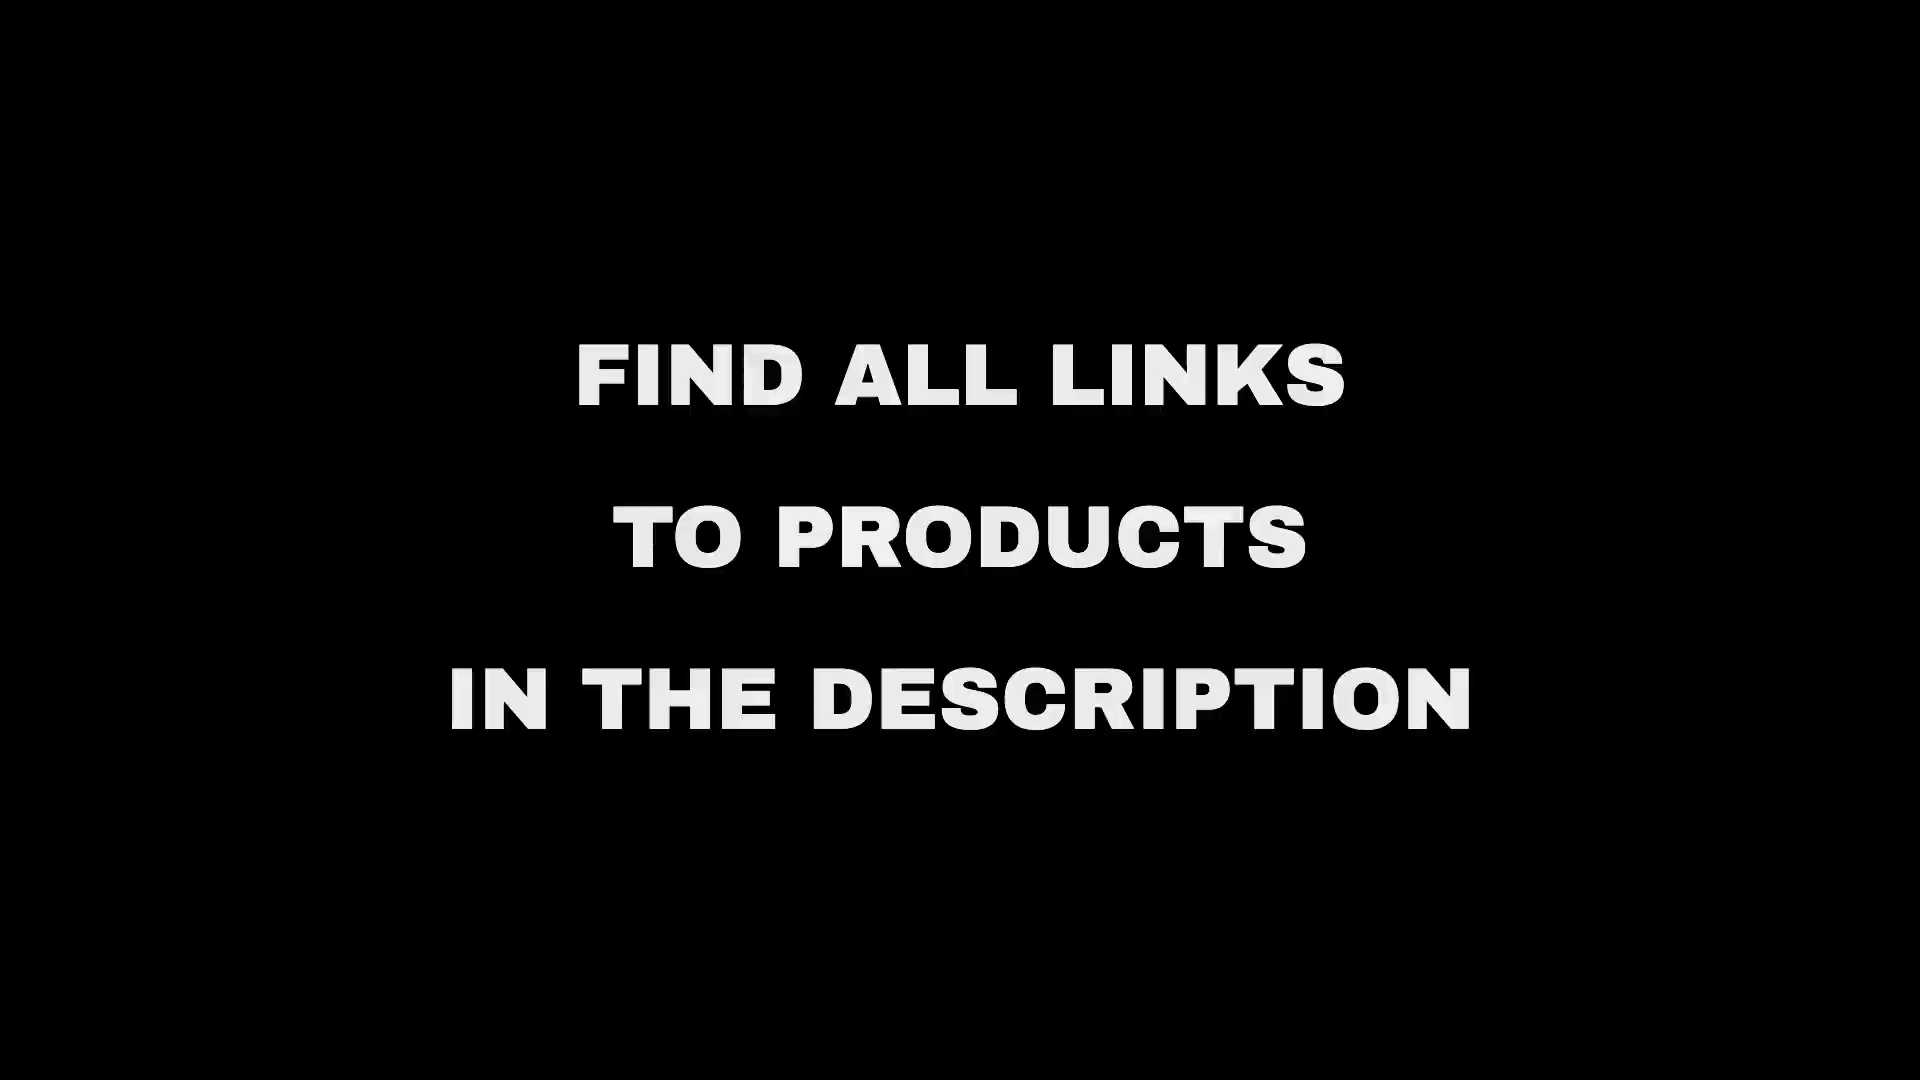 FIND ALL LINKS
TO PRODUCTS
IN THE DESCRIPTION